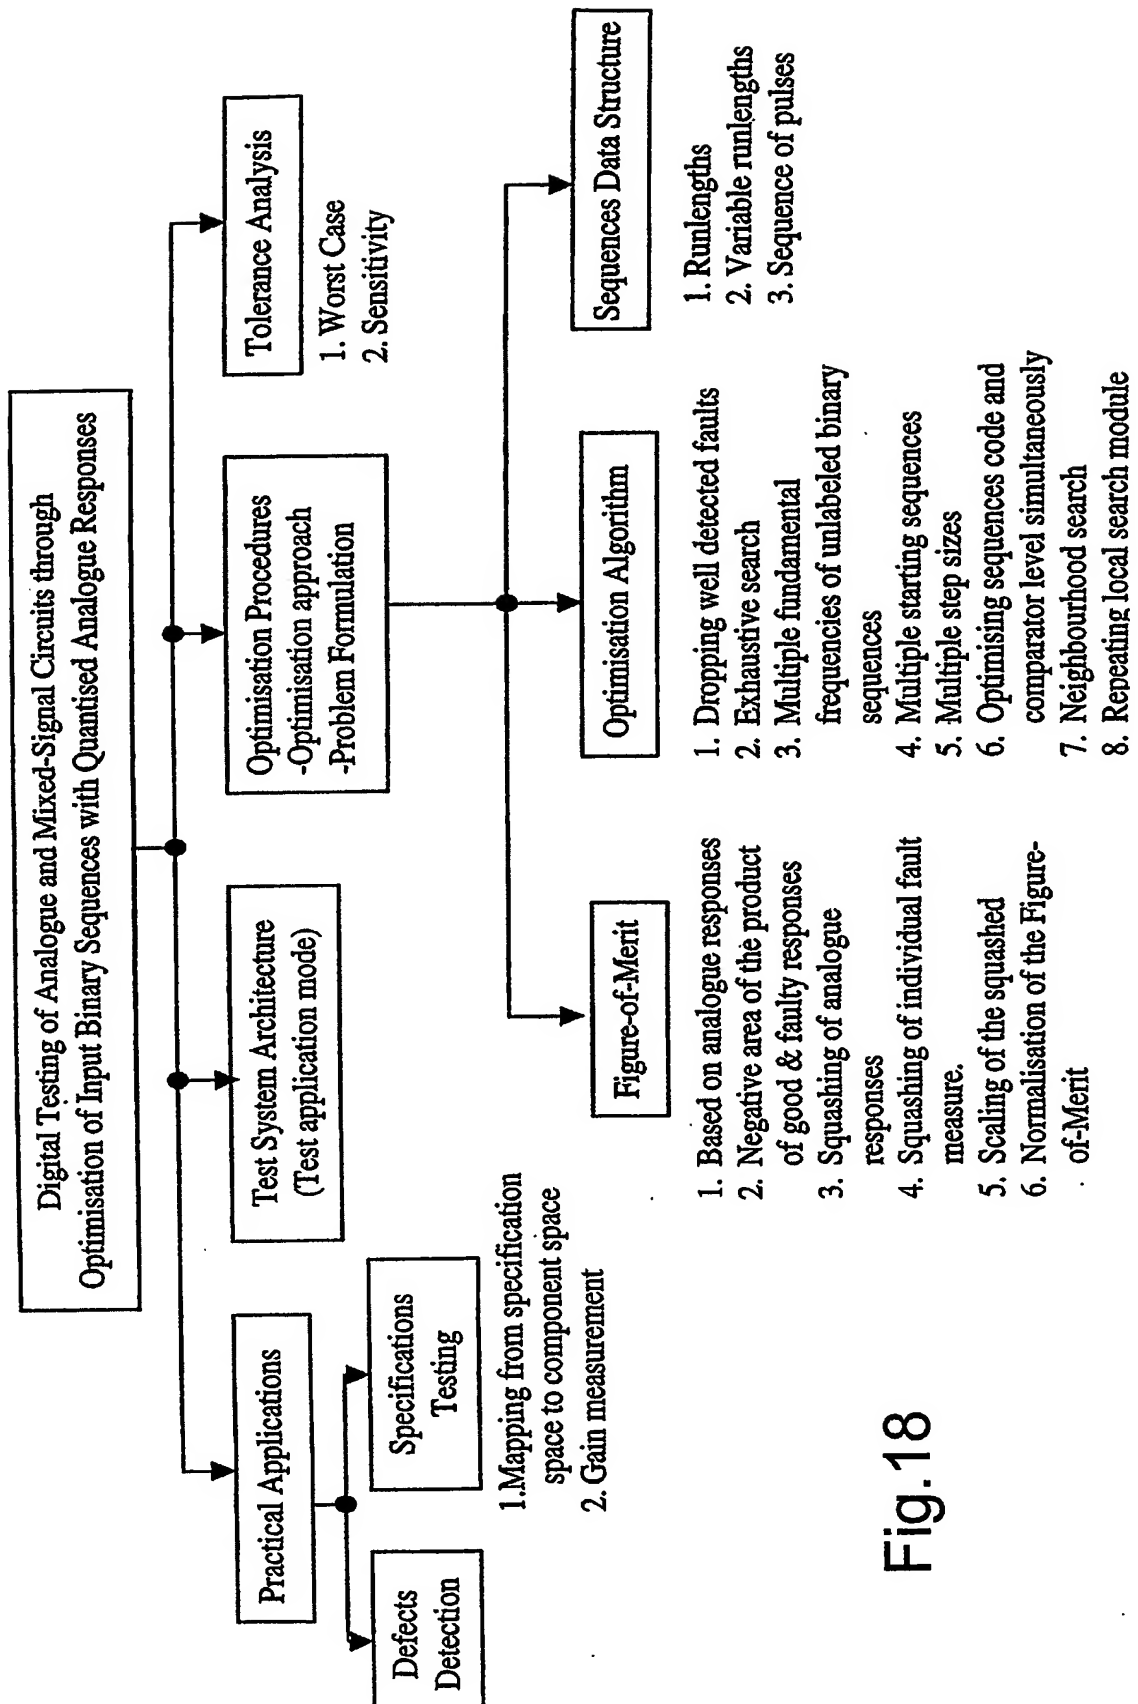 Digital Testing of Analogue and Mixed-Signal Circuits through
Optimisation of Input Binary Sequences with Quantised Analogue Responses
Practical Applications
Defects
Detection
Specifications
Testing
1.Mapping from specification
space to component space
2. Gain measurement
Test System Architecture
(Test application mode)
Optimisation Procedures
-Optimisation approach
-Problem Formulation
Tolerance Analysis
1. Worst Case
2. Sensitivity
Figure-of-Merit
1. Based on analogue responses
2. Negative area of the product
of good & faulty responses
3. Squashing of analogue
responses
4. Squashing of individual fault
measure.
5. Scaling of the squashed
6. Normalisation of the Figure-
of-Merit
Optimisation Algorithm
1. Dropping well detected faults
2. Exhaustive search
3. Multiple fundamental
frequencies of unlabeled binary
sequences
4. Multiple starting sequences
5. Multiple step sizes
6. Optimising sequences code and
comparator level simultaneously
7. Neighbourhood search
8. Repeating local search module
Sequences Data Structure
1. Runlengths
2. Variable runlengths
3. Sequence of pulses
Fig.18